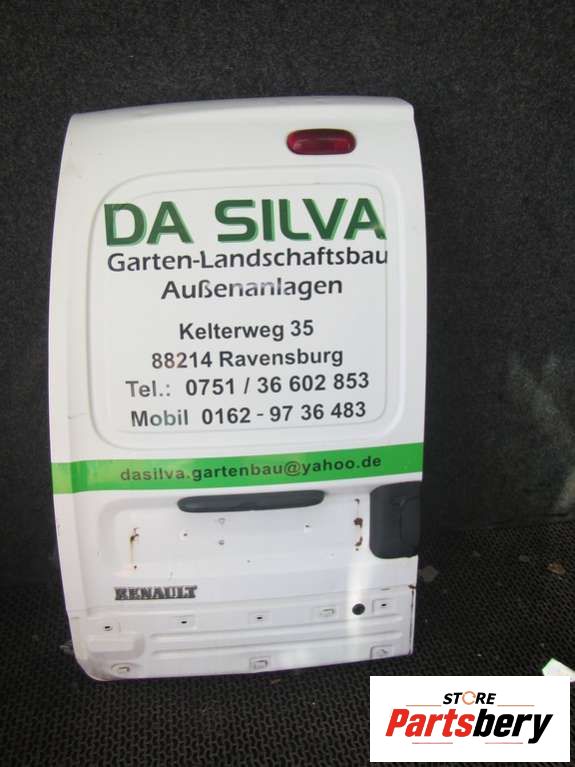 DA SILVA
Garten-Landschaftsbau
Außenanlagen
Kelterweg 35
88214 Ravensburg
Tel.: 0751 / 36 602 853
Mobil 0162 - 97 36 483
dasilva.gartenbau@yahoo.de
RENAULT
STORE
Partsbery